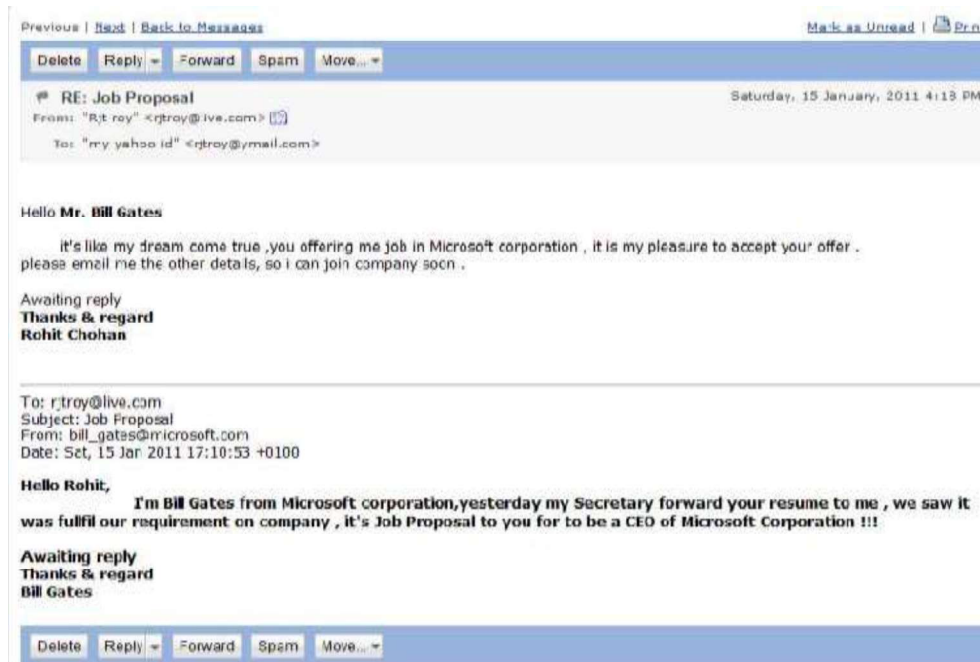 Previous | Next | Back to Messages Mark as Unread | Print
Delete Reply Forward Spam Move...
RE: Job Proposal Saturday, 15 January, 2011 4:13 PM
From: "Rjt roy" <rjtroy@live.com>
To: "my yahoo id" <rjtroy@ymail.com>
Hello Mr. Bill Gates
it's like my dream come true ,you offering me job in Microsoft corporation , it is my pleasure to accept your offer .
please email me the other details, so i can join company soon .
Awaiting reply
Thanks & regard
Rohit Chohan
To: rjtroy@live.com
Subject: Job Proposal
From: bill_gates@microsoft.com
Date: Sat, 15 Jan 2011 17:10:53 +0100
Hello Rohit,
I'm Bill Gates from Microsoft corporation,yesterday my Secretary forward your resume to me , we saw it
was fullfil our requirement on company , it's Job Proposal to you for to be a CEO of Microsoft Corporation !!!
Awaiting reply
Thanks & regard
Bill Gates
Delete Reply Forward Spam Move...